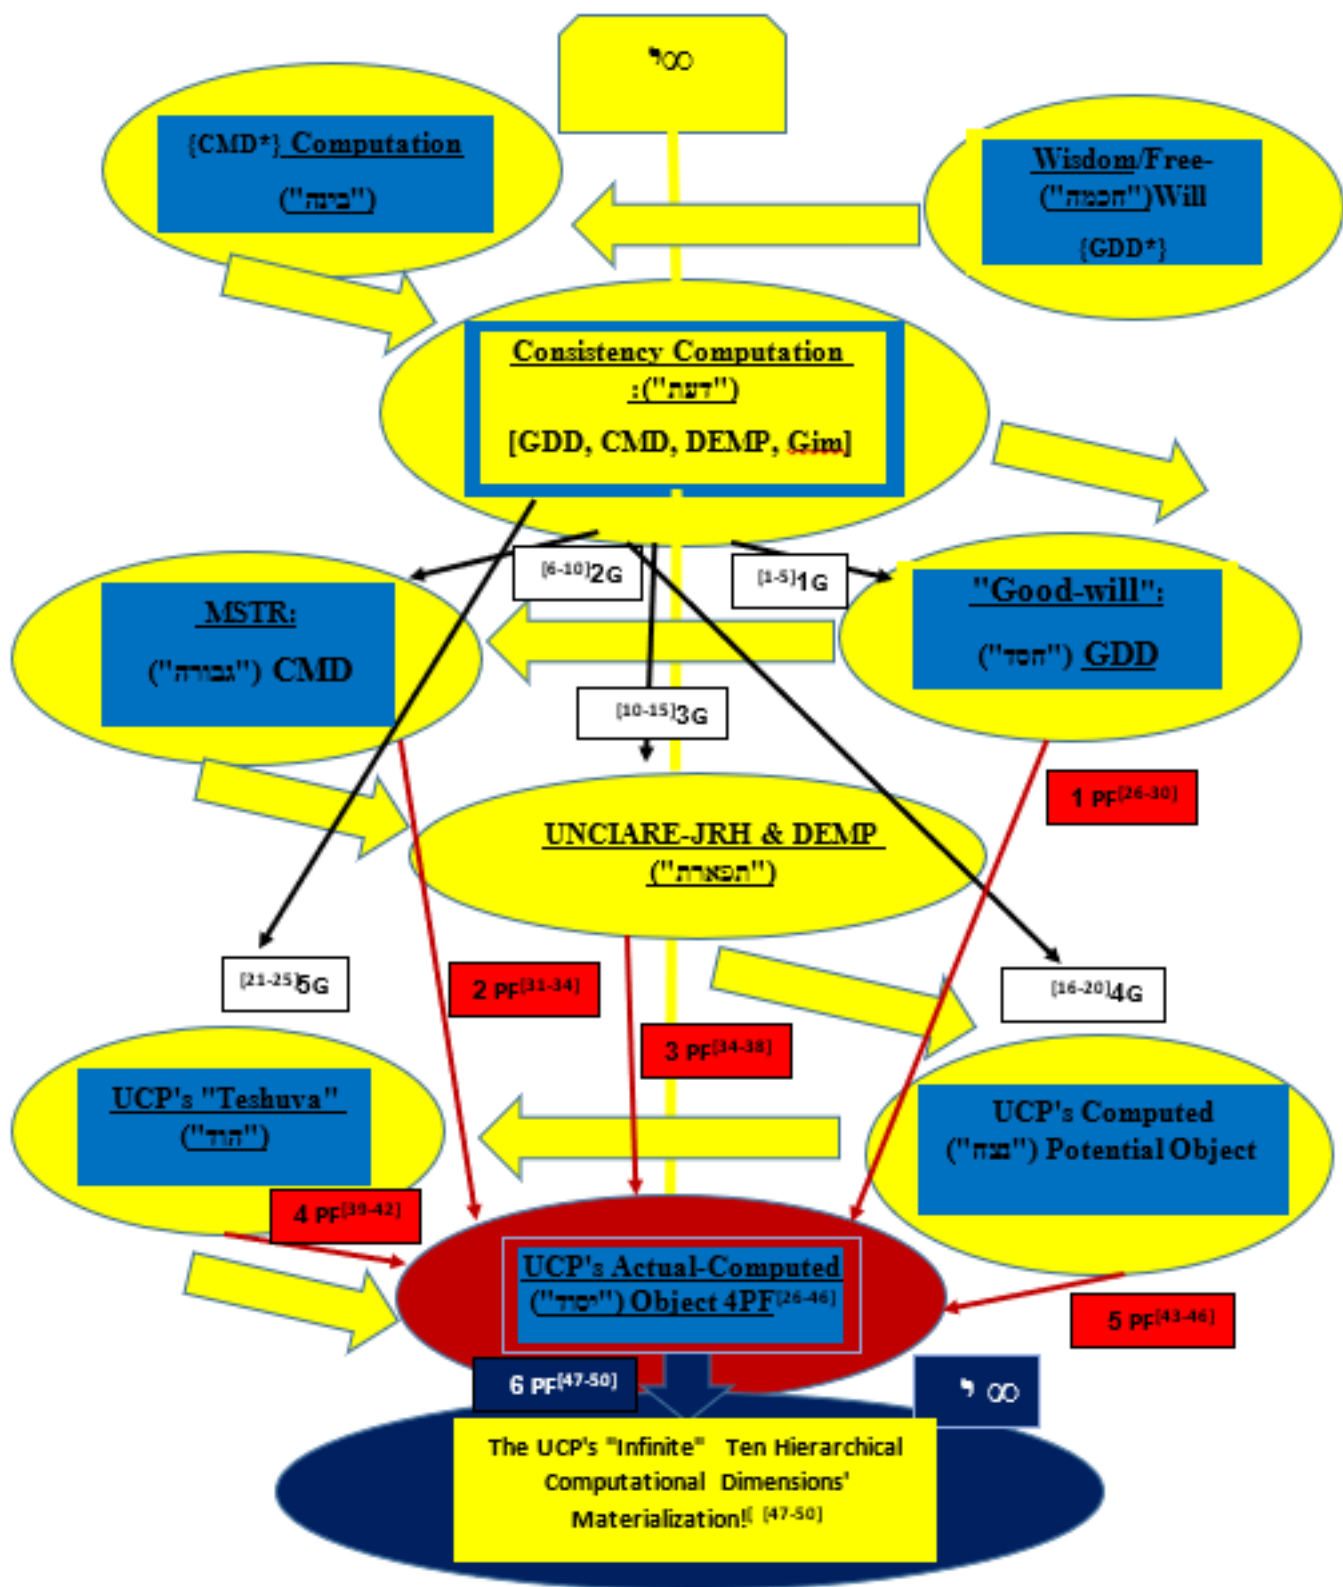 י∞
{CMD*} Computation
("בינה")
Wisdom/Free-
("חכמה")Will
{GDD*}
Consistency Computation
:("דעת")
[GDD, CMD, DEMP, Gim]
[6-10]2G
[1-5]1G
MSTR:
("גבורה") CMD
"Good-will":
("חסד") GDD
[10-15]3G
1 PF[26-30]
UNCIARE-JRH & DEMP
("תפארת")
[21-25]5G
2 PF[31-34]
[16-20]4G
3 PF[34-38]
UCP's "Teshuva"
("הוד")
UCP's Computed
("נצח") Potential Object
4 PF[39-42]
UCP's Actual-Computed
("יסוד") Object 4PF[26-46]
5 PF[43-46]
6 PF[47-50]
י ∞
The UCP's "Infinite" Ten Hierarchical
Computational Dimensions'
Materialization![ [47-50]